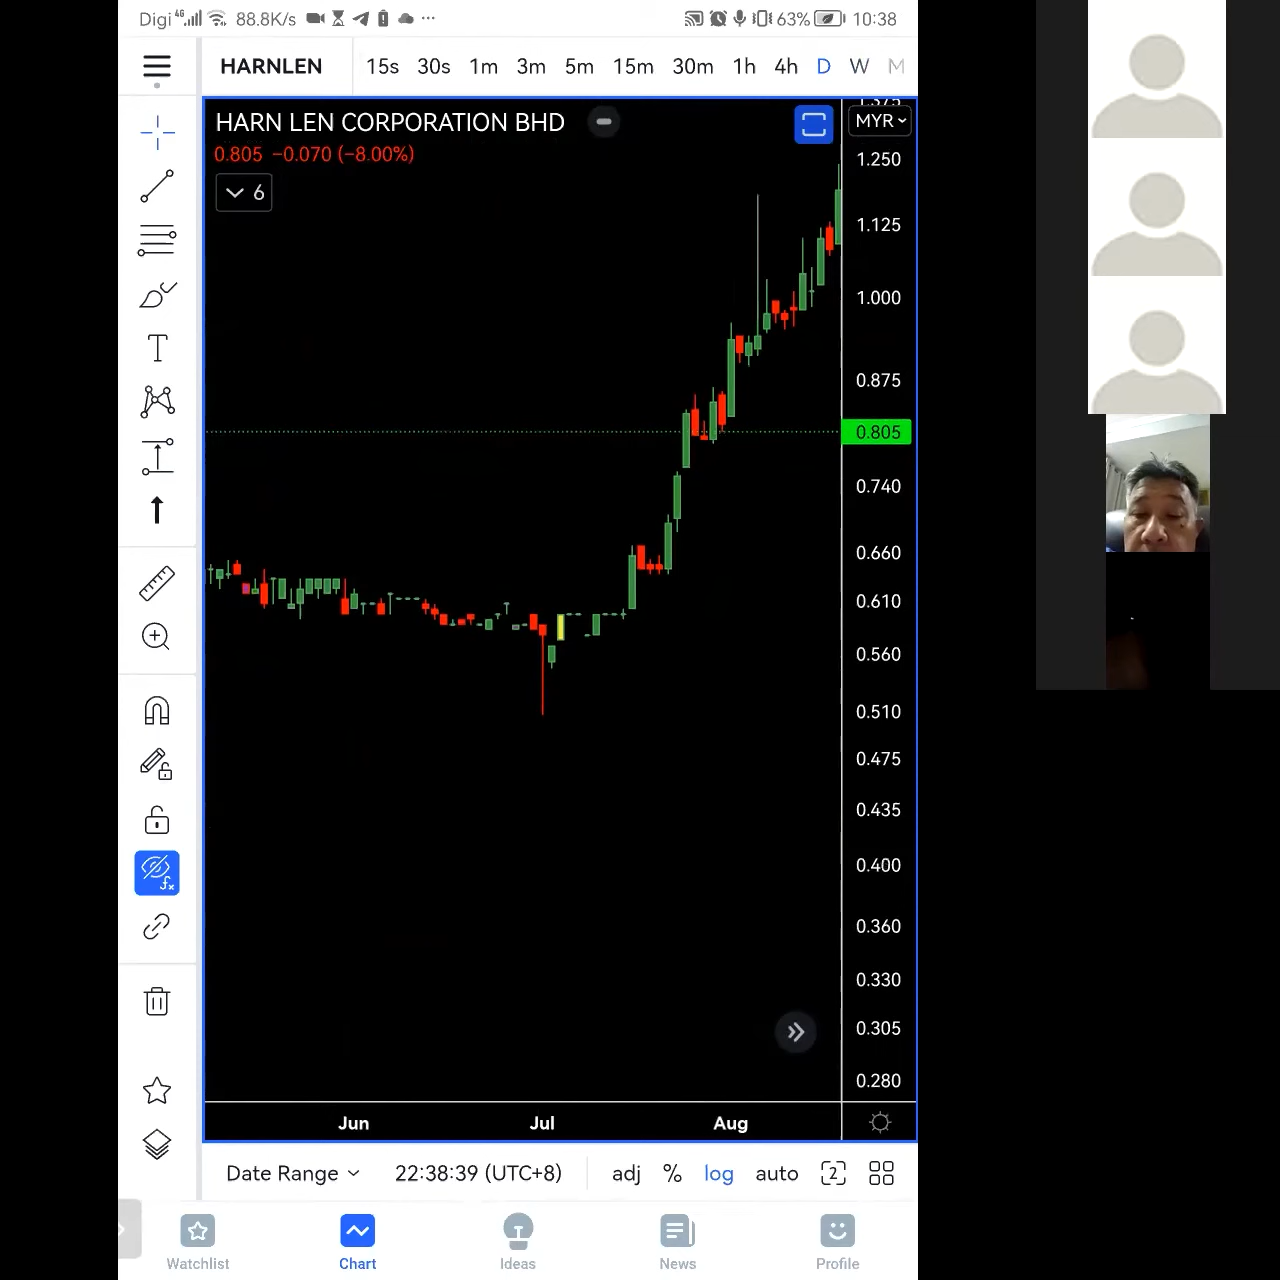 Digi 4G 88.8K/s 63% 10:38
HARNLEN 15s 30s 1m 3m 5m 15m 30m 1h 4h D W M
HARN LEN CORPORATION BHD
MYR
0.805 −0.070 (−8.00%)
6
1.375
1.250
1.125
1.000
0.875
0.805
0.740
0.660
0.610
0.560
0.510
0.475
0.435
0.400
0.360
0.330
0.305
0.280
Jun Jul Aug
Date Range 22:38:39 (UTC+8) adj % log auto 2
Watchlist Chart Ideas News Profile